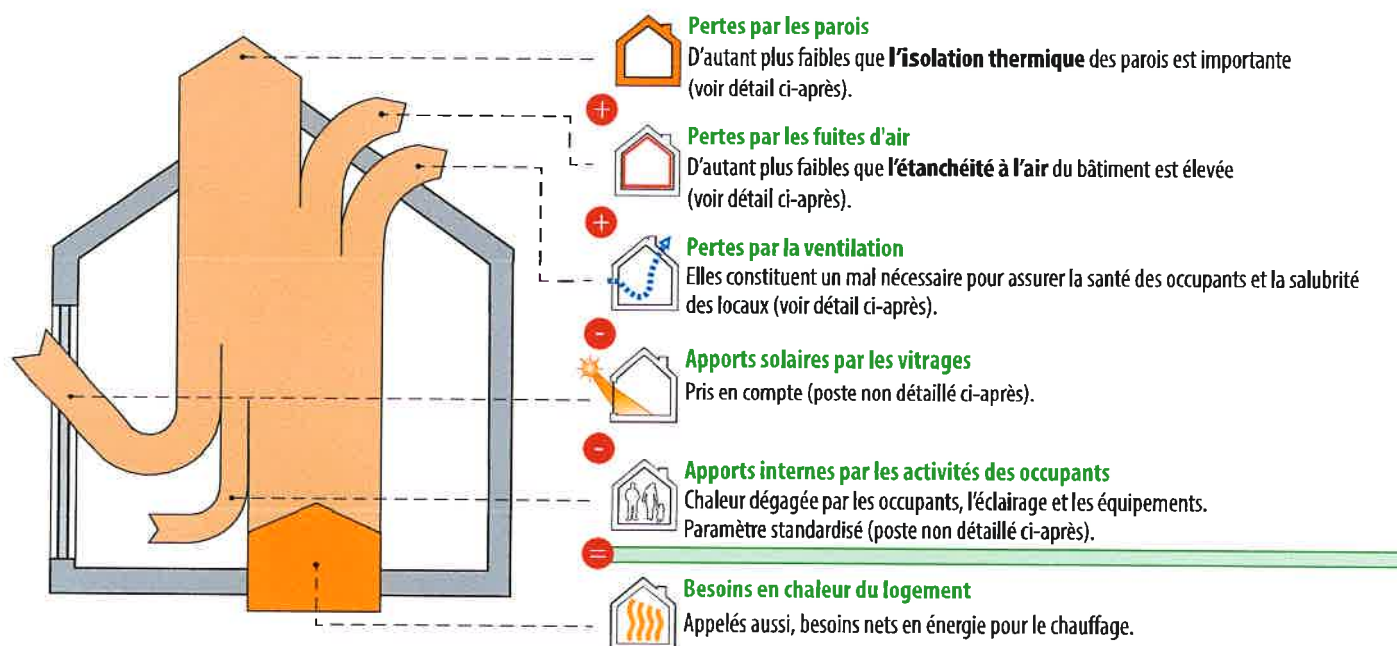 Pertes par les parois
D'autant plus faibles que l'isolation thermique des parois est importante
(voir détail ci-après).
+
Pertes par les fuites d'air
D'autant plus faibles que l'étanchéité à l'air du bâtiment est élevée
(voir détail ci-après).
+
Pertes par la ventilation
Elles constituent un mal nécessaire pour assurer la santé des occupants et la salubrité
des locaux (voir détail ci-après).
-
Apports solaires par les vitrages
Pris en compte (poste non détaillé ci-après).
-
Apports internes par les activités des occupants
Chaleur dégagée par les occupants, l'éclairage et les équipements.
Paramètre standardisé (poste non détaillé ci-après).
=
Besoins en chaleur du logement
Appelés aussi, besoins nets en énergie pour le chauffage.